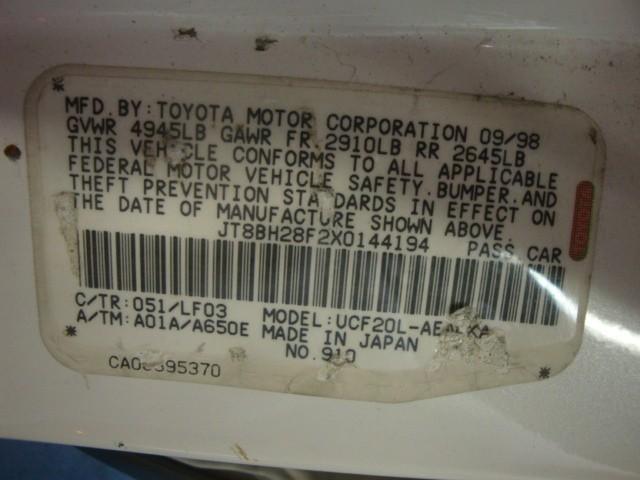 MFD. BY: TOYOTA MOTOR CORPORATION 09/98
GVWR 4945LB GAWR FR 2910LB RR 2645LB
THIS VEHICLE CONFORMS TO ALL APPLICABLE
FEDERAL MOTOR VEHICLE SAFETY. BUMPER. AND
THEFT PREVENTION STANDARDS IN EFFECT ON
THE DATE OF MANUFACTURE SHOWN ABOVE.
JT8BH28F2X0144194 PASS. CAR
C/TR: 051/LF03 MODEL:
A/TM: A01A/A650E MADE IN JAPAN
NO. 910